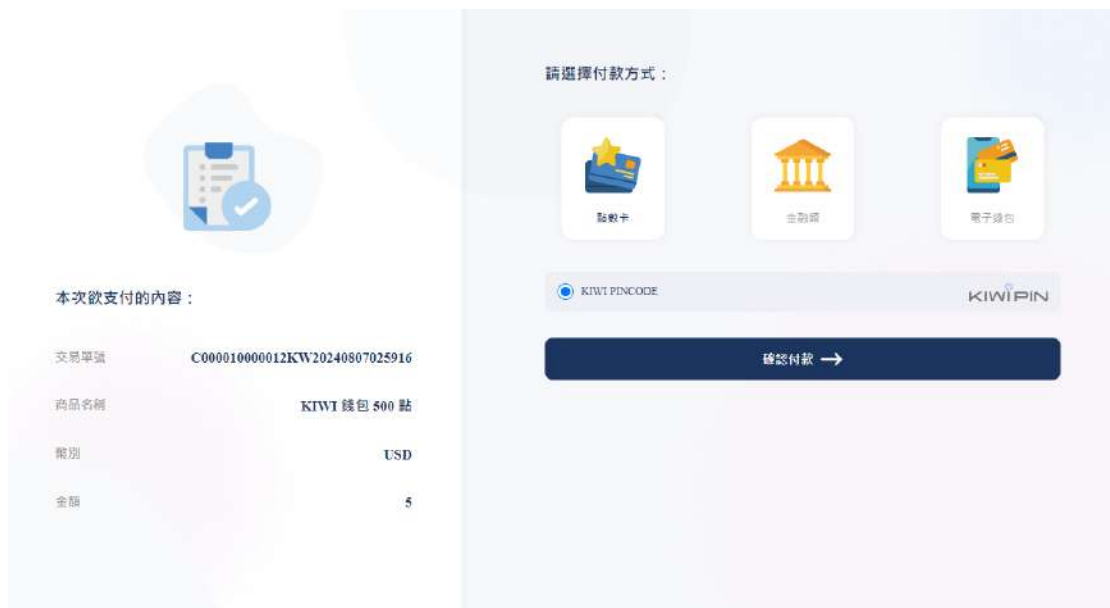 請選擇付款方式：
點數卡
金融類
電子錢包
KIWI PINCODE
KIWIPIN
確認付款 →
本次欲支付的內容：
交易單號 C000010000012KW20240807025916
商品名稱 KIWI 錢包 500 點
幣別 USD
金額 5